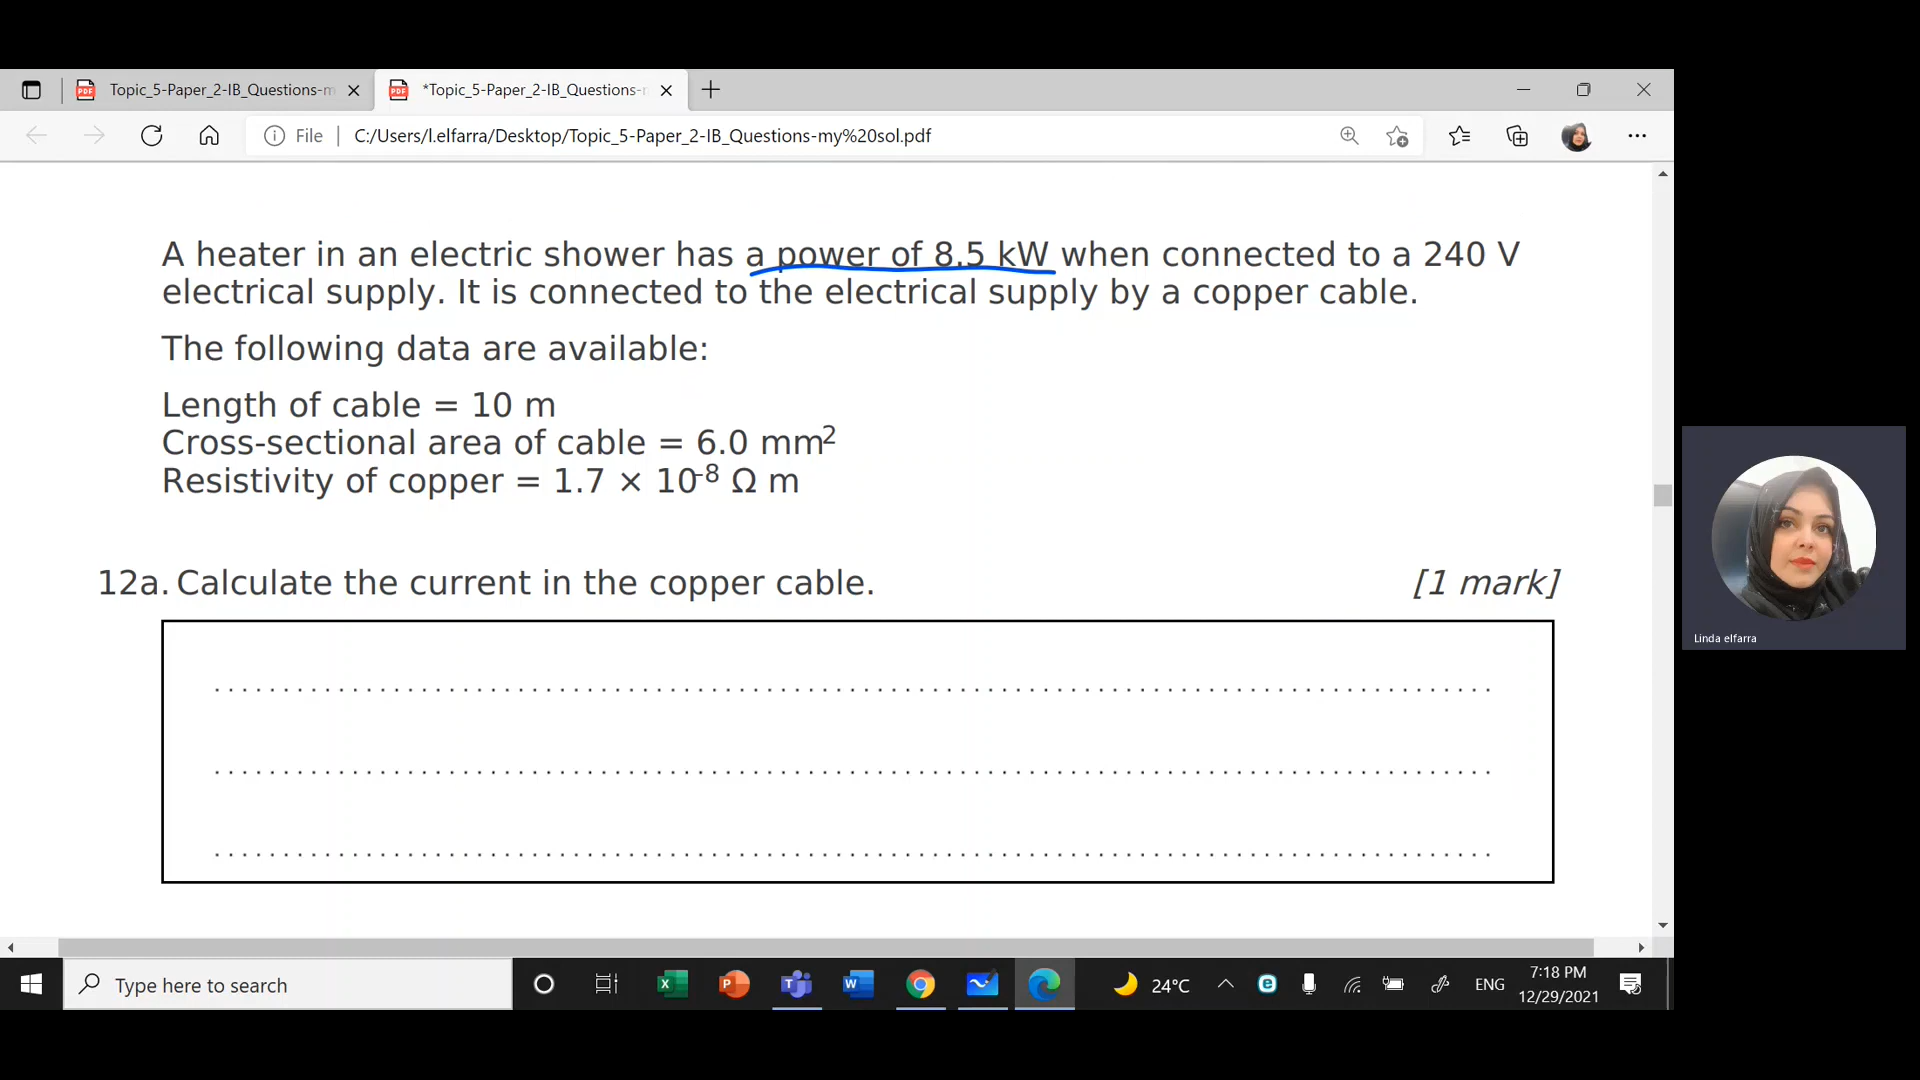 Topic_5-Paper_2-IB_Questions-m
*Topic_5-Paper_2-IB_Questions-
File
C:/Users/l.elfarra/Desktop/Topic_5-Paper_2-IB_Questions-my%20sol.pdf
A heater in an electric shower has a power of 8.5 kW when connected to a 240 V
electrical supply. It is connected to the electrical supply by a copper cable.
The following data are available:
Length of cable = 10 m
Cross-sectional area of cable = 6.0 mm²
Resistivity of copper = 1.7 × 10⁻⁸ Ω m
12a. Calculate the current in the copper cable. [1 mark]
Linda elfarra
Type here to search
24°C
ENG
7:18 PM
12/29/2021